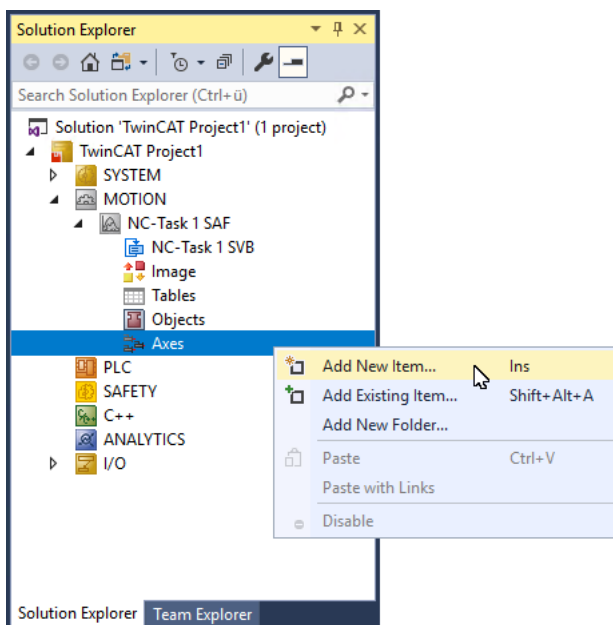 Solution Explorer
Search Solution Explorer (Ctrl+ü)
Solution 'TwinCAT Project1' (1 project)
TwinCAT Project1
SYSTEM
MOTION
NC-Task 1 SAF
NC-Task 1 SVB
Image
Tables
Objects
Axes
PLC
SAFETY
C++
ANALYTICS
I/O
Add New Item... Ins
Add Existing Item... Shift+Alt+A
Add New Folder...
Paste Ctrl+V
Paste with Links
Disable
Solution Explorer Team Explorer